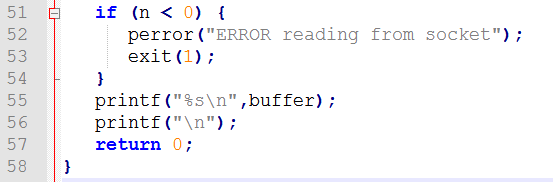 51 if (n < 0) {
52 perror("ERROR reading from socket");
53 exit(1);
54 }
55 printf("%s\n",buffer);
56 printf("\n");
57 return 0;
58 }